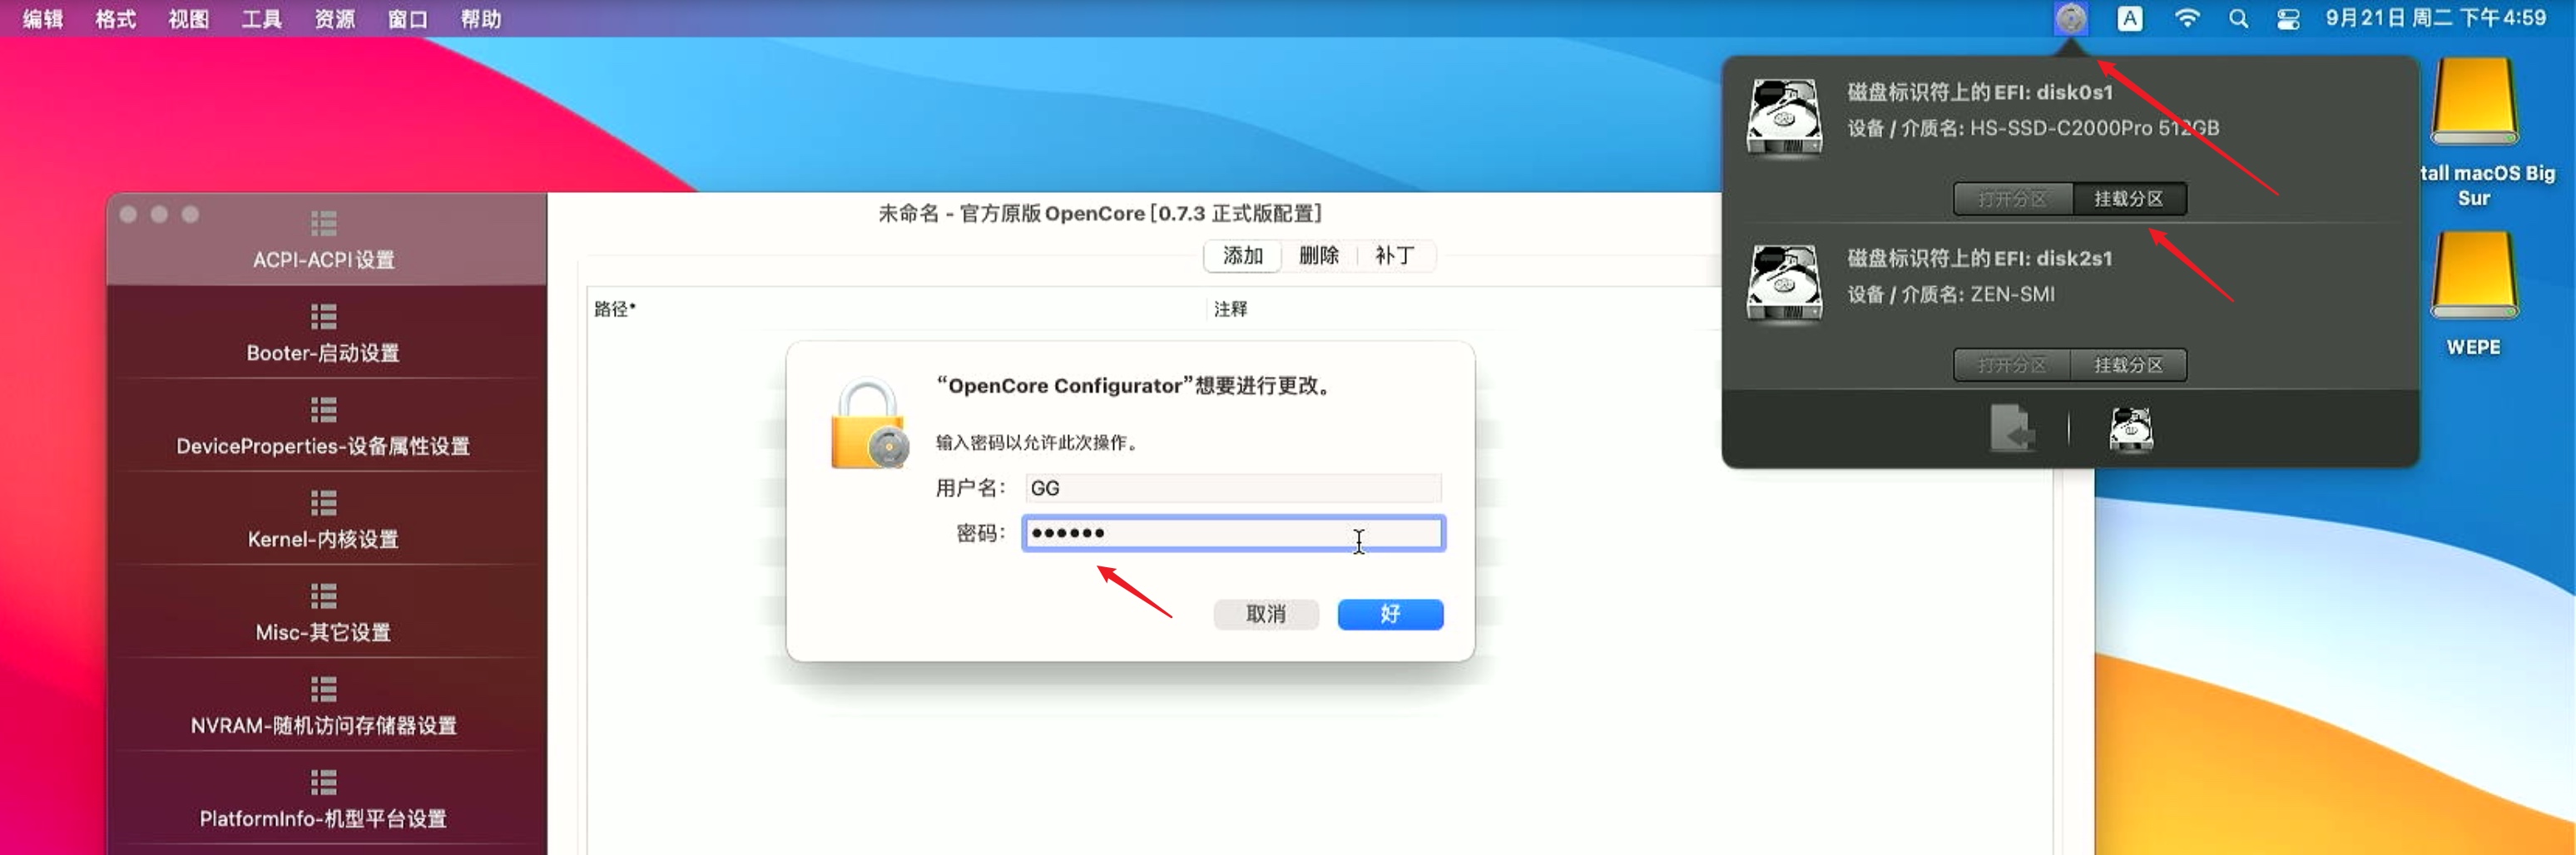 编辑 格式 视图 工具 资源 窗口 帮助
A
9月21日 周二 下午4:59
磁盘标识符上的EFI: disk0s1
设备 / 介质名: HS-SSD-C2000Pro 512GB
打开分区 挂载分区
磁盘标识符上的EFI: disk2s1
设备 / 介质名: ZEN-SMI
打开分区 挂载分区
tall macOS Big
Sur
WEPE
未命名 - 官方原版OpenCore [0.7.3 正式版配置]
添加 删除 补丁
路径* 注释
ACPI-ACPI设置
Booter-启动设置
DeviceProperties-设备属性设置
Kernel-内核设置
Misc-其它设置
NVRAM-随机访问存储器设置
PlatformInfo-机型平台设置
“OpenCore Configurator”想要进行更改。
输入密码以允许此次操作。
用户名: GG
密码: ••••••
取消 好